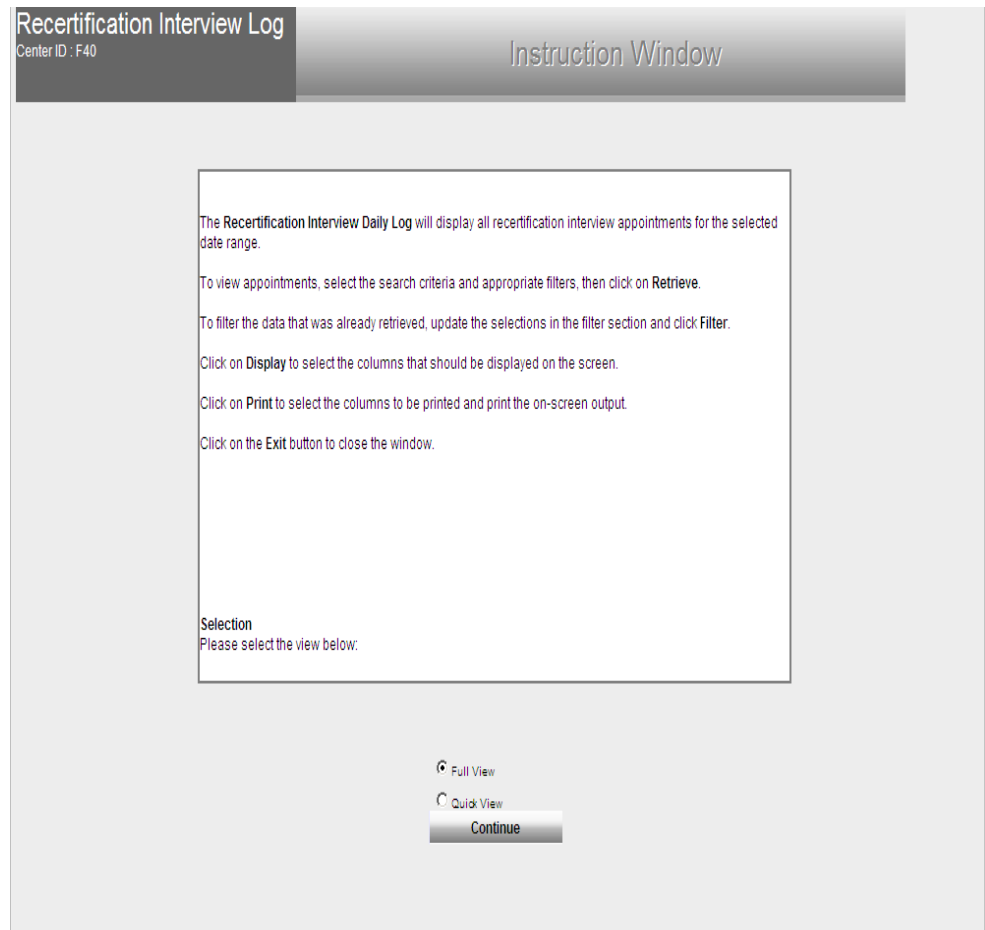 Recertification Interview Log
Center ID : F40
Instruction Window
The Recertification Interview Daily Log will display all recertification interview appointments for the selected
date range.
To view appointments, select the search criteria and appropriate filters, then click on Retrieve.
To filter the data that was already retrieved, update the selections in the filter section and click Filter.
Click on Display to select the columns that should be displayed on the screen.
Click on Print to select the columns to be printed and print the on-screen output.
Click on the Exit button to close the window.
Selection
Please select the view below:
Full View
Quick View
Continue